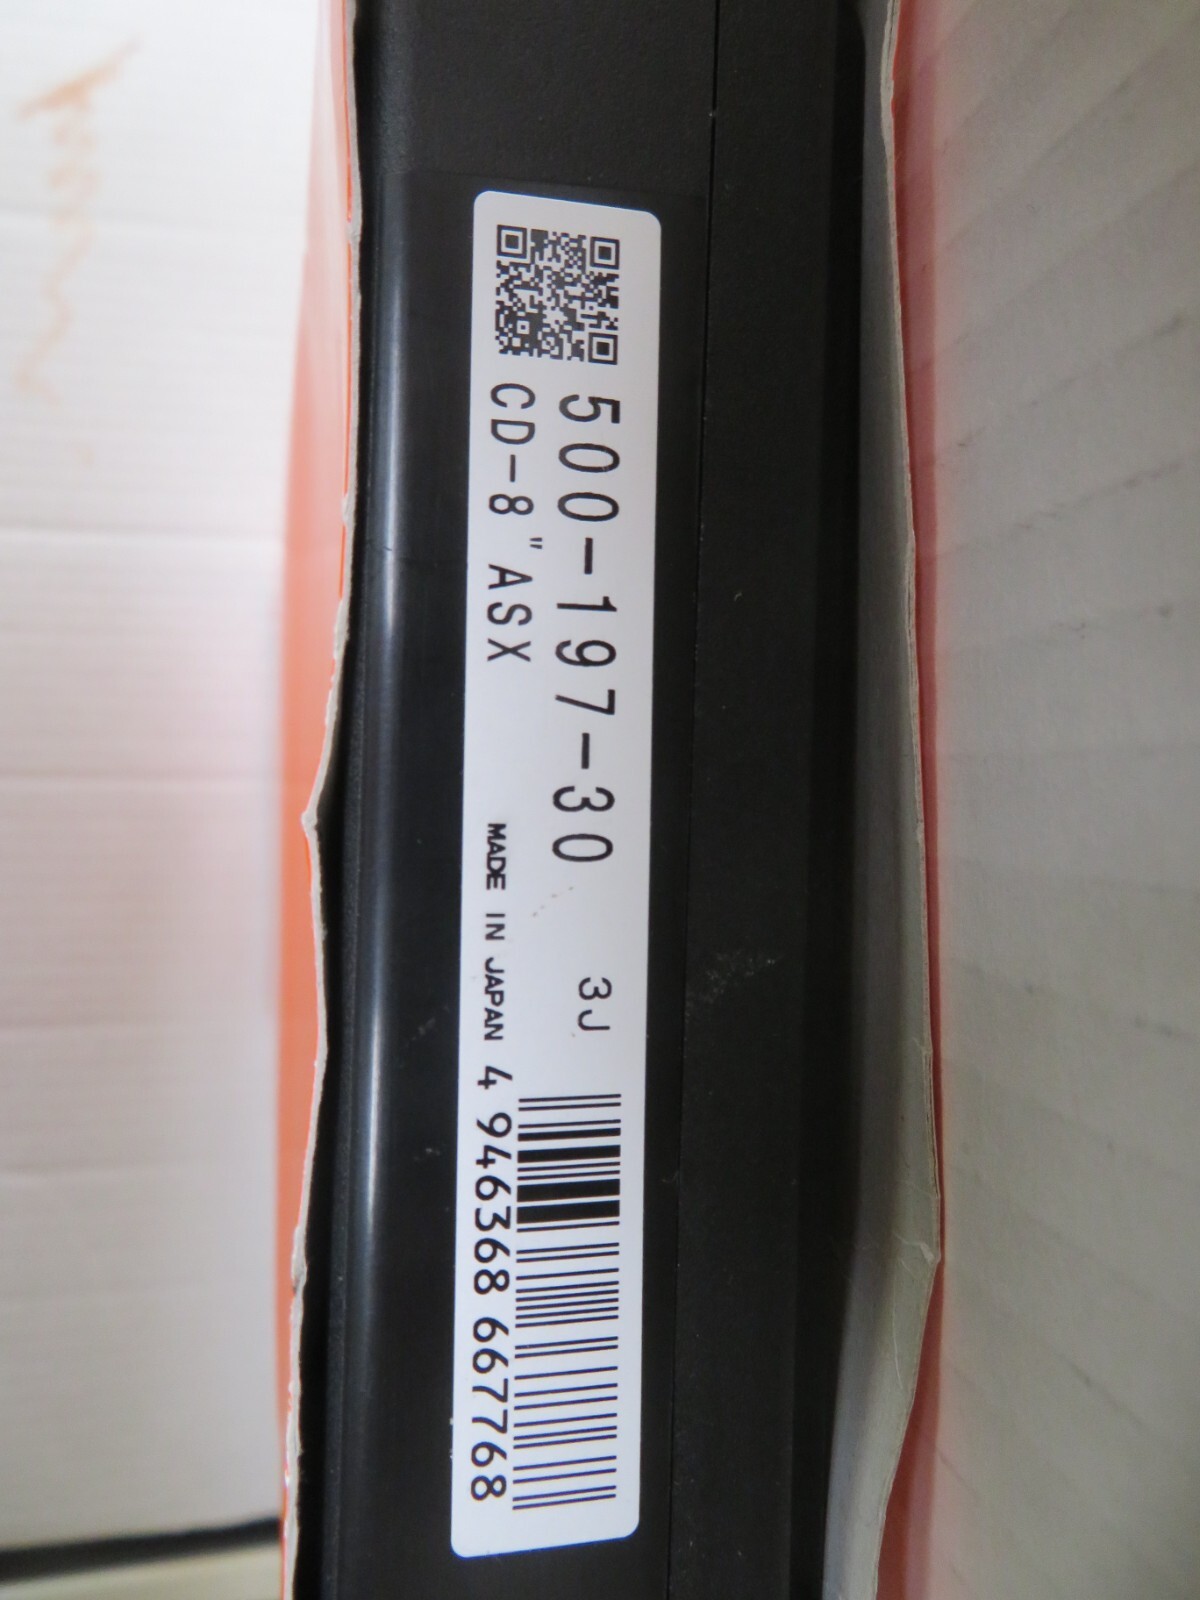 500-197-30 3J
CD-8"ASX
MADE IN JAPAN
4 946368 667768